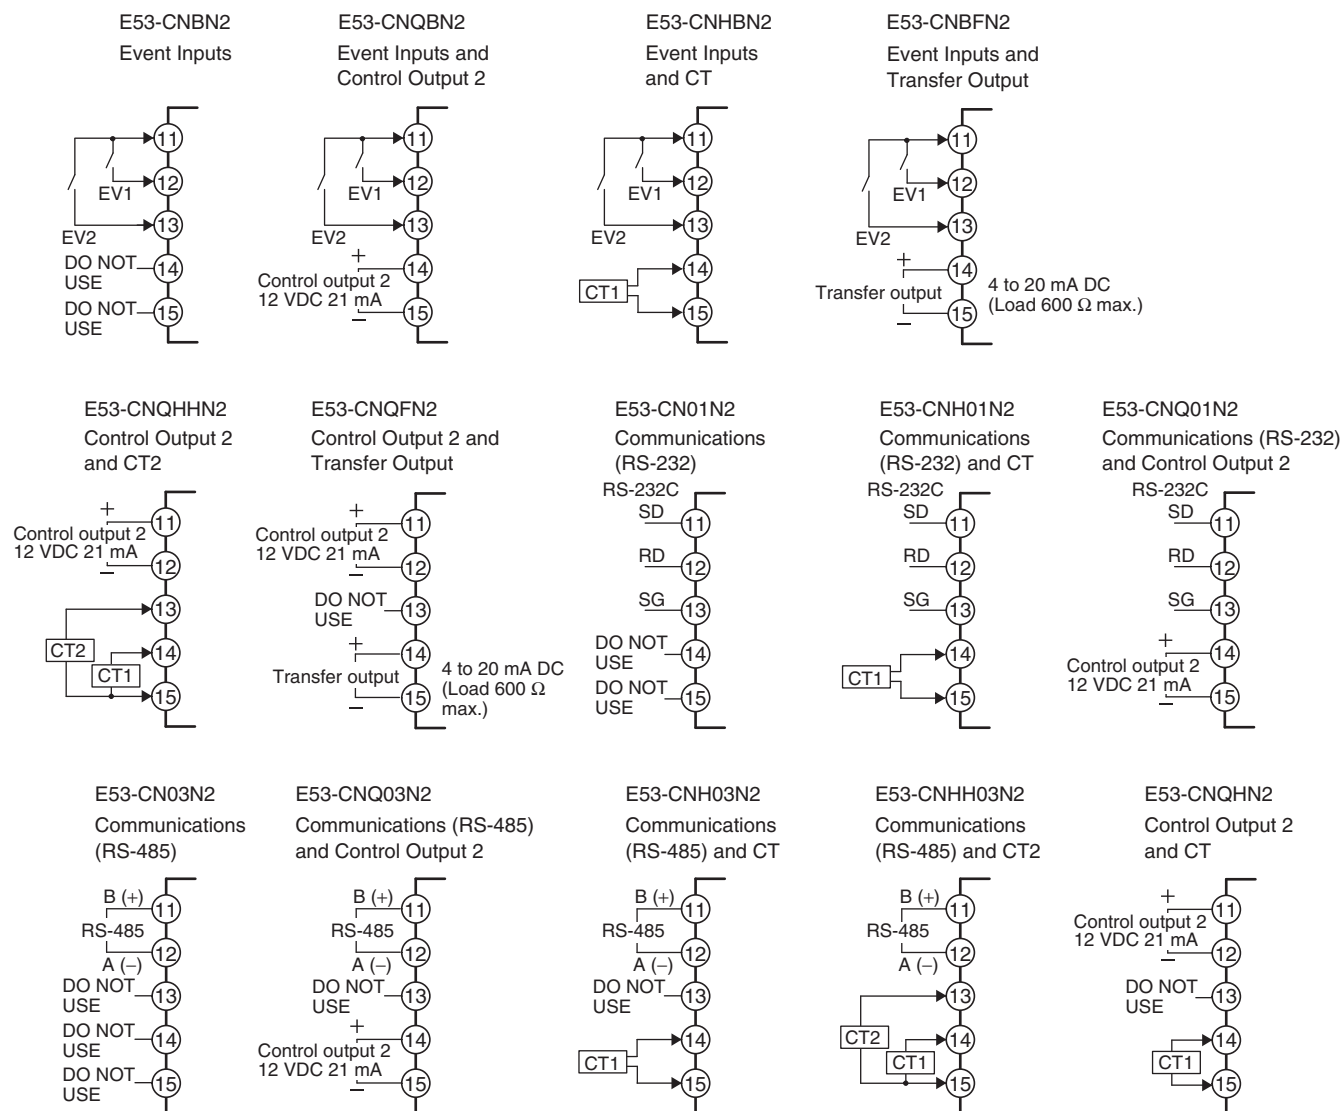 E53-CNBN2
Event Inputs
11
12
EV1
13
EV2
DO NOT
USE
14
DO NOT
USE
15
E53-CNQBN2
Event Inputs and
Control Output 2
11
12
EV1
13
EV2
+
14
Control output 2
12 VDC 21 mA
15
−
E53-CNHBN2
Event Inputs
and CT
11
12
EV1
13
EV2
14
CT1
15
E53-CNBFN2
Event Inputs and
Transfer Output
11
12
EV1
13
EV2
+
14
Transfer output
4 to 20 mA DC
(Load 600 Ω max.)
15
−
E53-CNQHHN2
Control Output 2
and CT2
+
11
Control output 2
12 VDC 21 mA
12
−
13
CT2
14
CT1
15
E53-CNQFN2
Control Output 2 and
Transfer Output
+
11
Control output 2
12 VDC 21 mA
12
−
DO NOT
USE
13
+
14
Transfer output
4 to 20 mA DC
(Load 600 Ω
max.)
15
−
E53-CN01N2
Communications
(RS-232)
RS-232C
SD
11
RD
12
SG
13
DO NOT
USE
14
DO NOT
USE
15
E53-CNH01N2
Communications
(RS-232) and CT
RS-232C
SD
11
RD
12
SG
13
14
CT1
15
E53-CNQ01N2
Communications (RS-232)
and Control Output 2
RS-232C
SD
11
RD
12
SG
13
+
14
Control output 2
12 VDC 21 mA
15
−
E53-CN03N2
Communications
(RS-485)
B (+)
11
RS-485
12
A (−)
DO NOT
USE
13
DO NOT
USE
14
DO NOT
USE
15
E53-CNQ03N2
Communications (RS-485)
and Control Output 2
B (+)
11
RS-485
12
A (−)
DO NOT
USE
13
+
14
Control output 2
12 VDC 21 mA
15
−
E53-CNH03N2
Communications
(RS-485) and CT
B (+)
11
RS-485
12
A (−)
DO NOT
USE
13
14
CT1
15
E53-CNHH03N2
Communications
(RS-485) and CT2
B (+)
11
RS-485
12
A (−)
13
CT2
14
CT1
15
E53-CNQHN2
Control Output 2
and CT
+
11
Control output 2
12 VDC 21 mA
12
−
DO NOT
USE
13
14
CT1
15